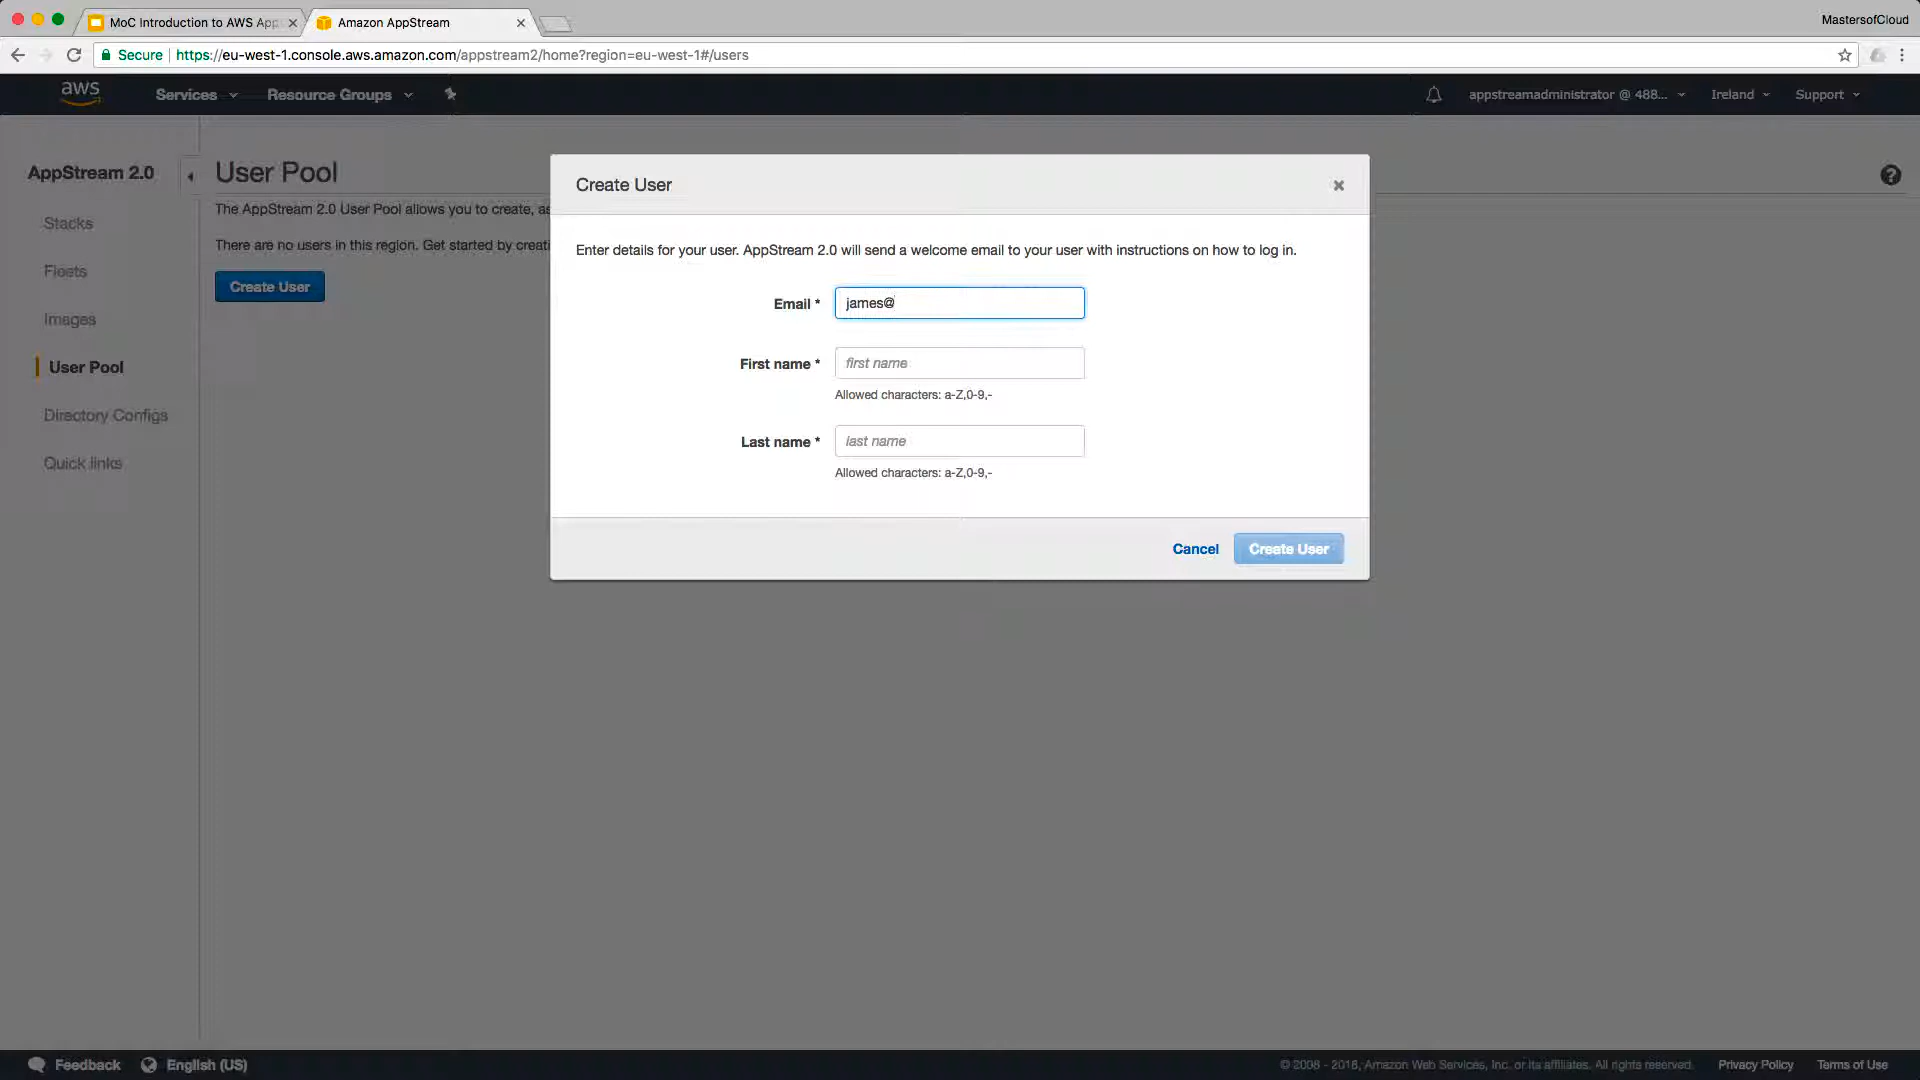 MoC Introduction to AWS App
Amazon AppStream
MastersofCloud
Secure
https://eu-west-1.console.aws.amazon.com/appstream2/home?region=eu-west-1#/users
aws
Services
Resource Groups
appstreamadministrator @ 488...
Ireland
Support
AppStream 2.0
Stacks
Fleets
Images
User Pool
Directory Configs
Quick links
User Pool
The AppStream 2.0 User Pool allows you to create, as
There are no users in this region. Get started by creati
Create User
Create User
Enter details for your user. AppStream 2.0 will send a welcome email to your user with instructions on how to log in.
Email * james@
First name * first name
Allowed characters: a-Z,0-9,-
Last name * last name
Allowed characters: a-Z,0-9,-
Cancel
Create User
Feedback
English (US)
© 2008 - 2018, Amazon Web Services, Inc. or its affiliates. All rights reserved.
Privacy Policy
Terms of Use